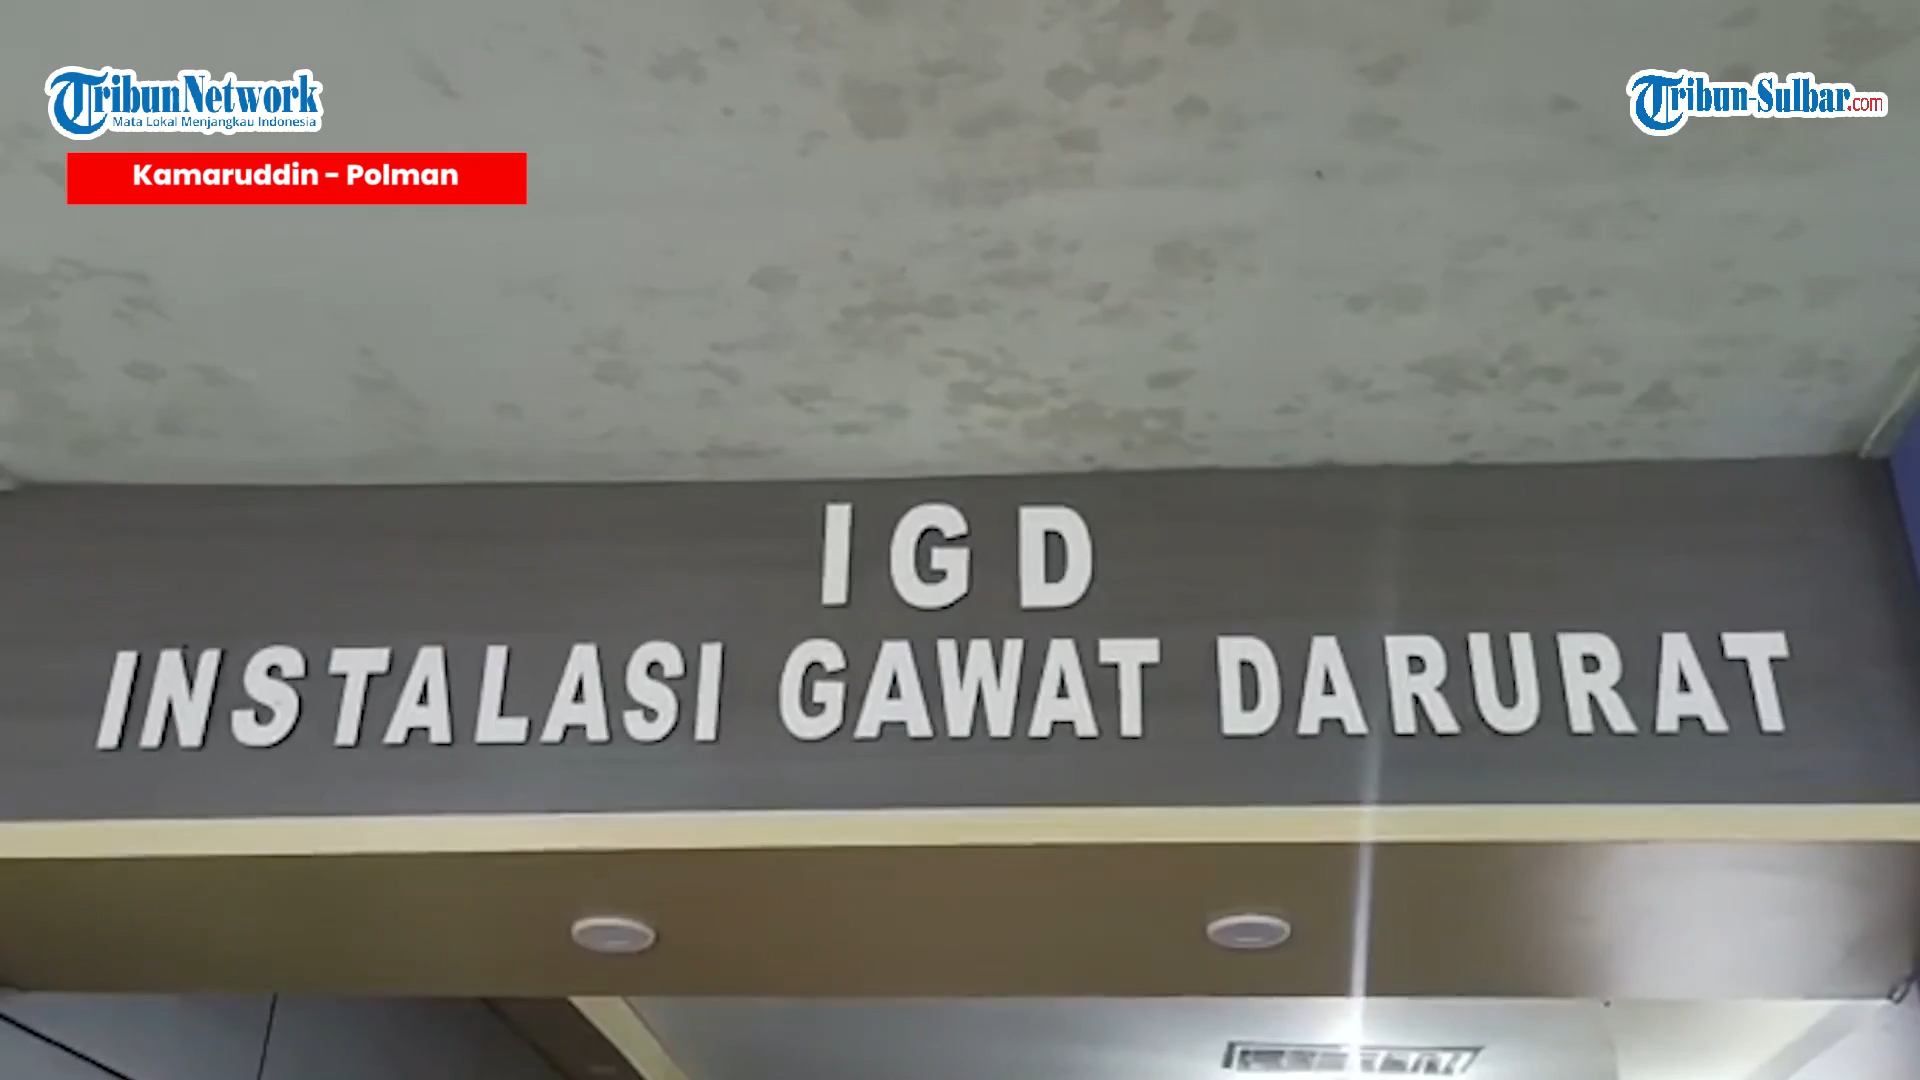 TribunNetwork
Mata Lokal Menjangkau Indonesia
Tribun-Sulbar.com
Kamaruddin - Polman
IGD
INSTALASI GAWAT DARURAT